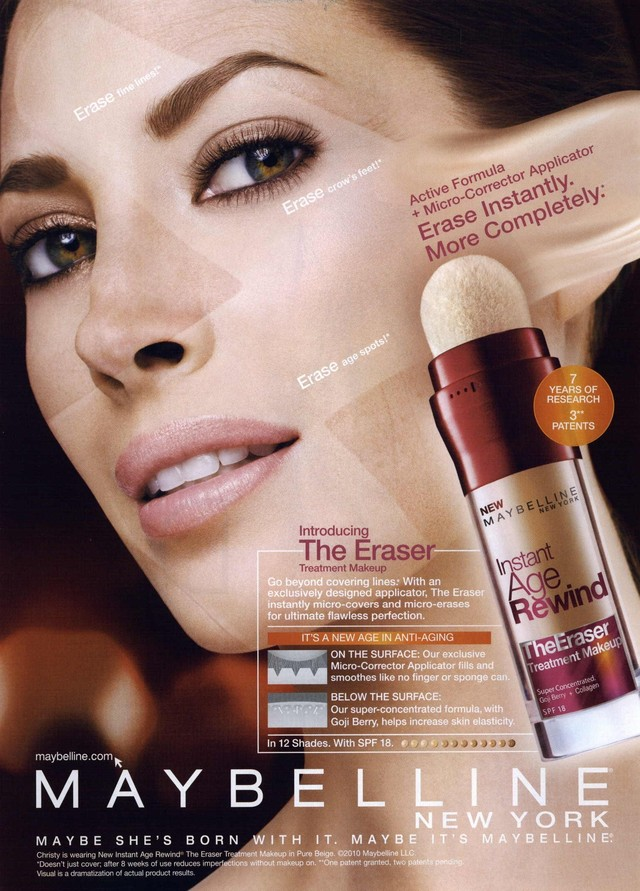 Erase fine lines!*
Erase crow's feet!*
Active Formula
+ Micro-Corrector Applicator
Erase Instantly.
More Completely:
Erase age spots!*
7
YEARS OF
RESEARCH
3**
PATENTS
NEW
MAYBELLINE
NEW YORK
Instant
Age
Rewind
TheEraser
Treatment Makeup
Super Concentrated
Goji Berry + Collagen
SPF 18
Introducing
The Eraser
Treatment Makeup
Go beyond covering lines.* With an
exclusively designed applicator, The Eraser
instantly micro-covers and micro-erases
for ultimate flawless perfection.
IT'S A NEW AGE IN ANTI-AGING
ON THE SURFACE: Our exclusive
Micro-Corrector Applicator fills and
smoothes like no finger or sponge can.
BELOW THE SURFACE:
Our super-concentrated formula, with
Goji Berry, helps increase skin elasticity.
In 12 Shades. With SPF 18.
maybelline.com
MAYBELLINE®
NEW YORK
MAYBE SHE'S BORN WITH IT. MAYBE IT'S MAYBELLINE.®
Christy is wearing New Instant Age Rewind® The Eraser Treatment Makeup in Pure Beige. ©2010 Maybelline LLC.
*Doesn't just cover; after 8 weeks of use reduces imperfections without makeup on. **One patent granted, two patents pending.
Visual is a dramatization of actual product results.